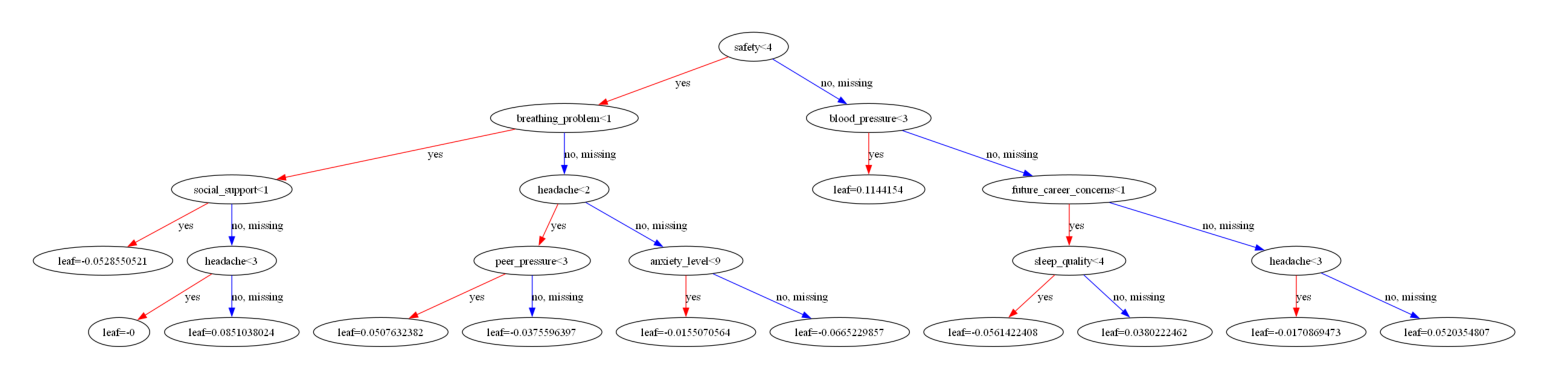 safety<4
yes
no, missing
breathing_problem<1
blood_pressure<3
yes
no, missing
yes
no, missing
social_support<1
headache<2
leaf=0.1144154
future_career_concerns<1
yes
no, missing
yes
no, missing
yes
no, missing
leaf=-0.0528550521
headache<3
peer_pressure<3
anxiety_level<9
sleep_quality<4
headache<3
yes
no, missing
yes
no, missing
yes
no, missing
yes
no, missing
yes
no, missing
leaf=-0
leaf=0.0851038024
leaf=0.0507632382
leaf=-0.0375596397
leaf=-0.0155070564
leaf=-0.0665229857
leaf=-0.0561422408
leaf=0.0380222462
leaf=-0.0170869473
leaf=0.0520354807